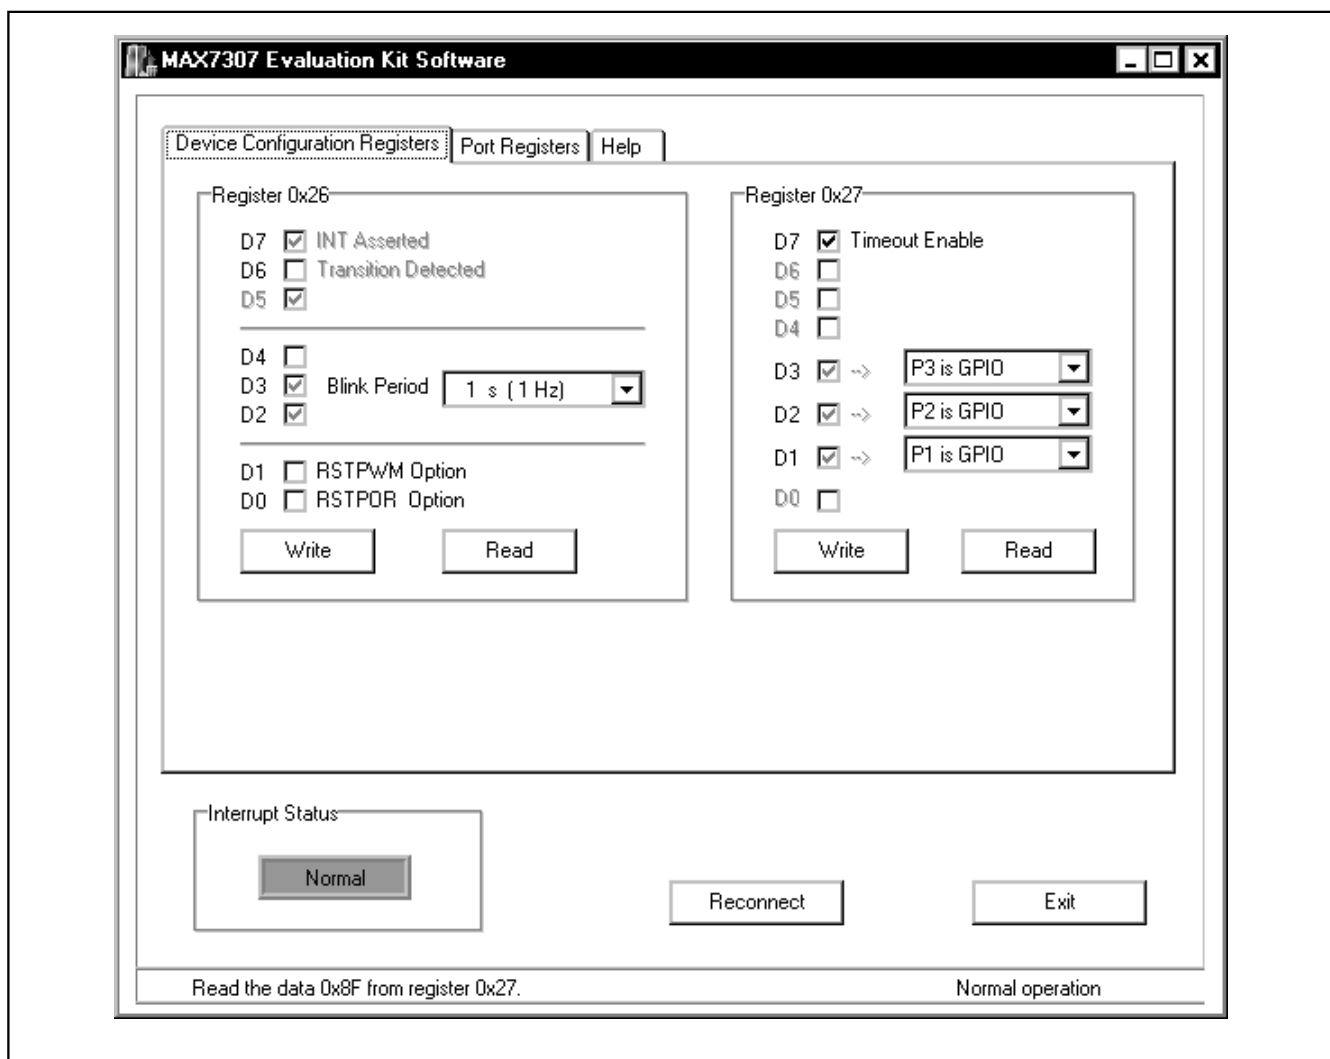 MAX7307 Evaluation Kit Software
Device Configuration Registers Port Registers Help
Register 0x26
D7 INT Asserted
D6 Transition Detected
D5
D4
D3 Blink Period 1 s (1 Hz)
D2
D1 RSTPWM Option
D0 RSTPOR Option
Write Read
Register 0x27
D7 Timeout Enable
D6
D5
D4
D3 --> P3 is GPIO
D2 --> P2 is GPIO
D1 --> P1 is GPIO
D0
Write Read
Interrupt Status
Normal
Reconnect Exit
Read the data 0x8F from register 0x27. Normal operation